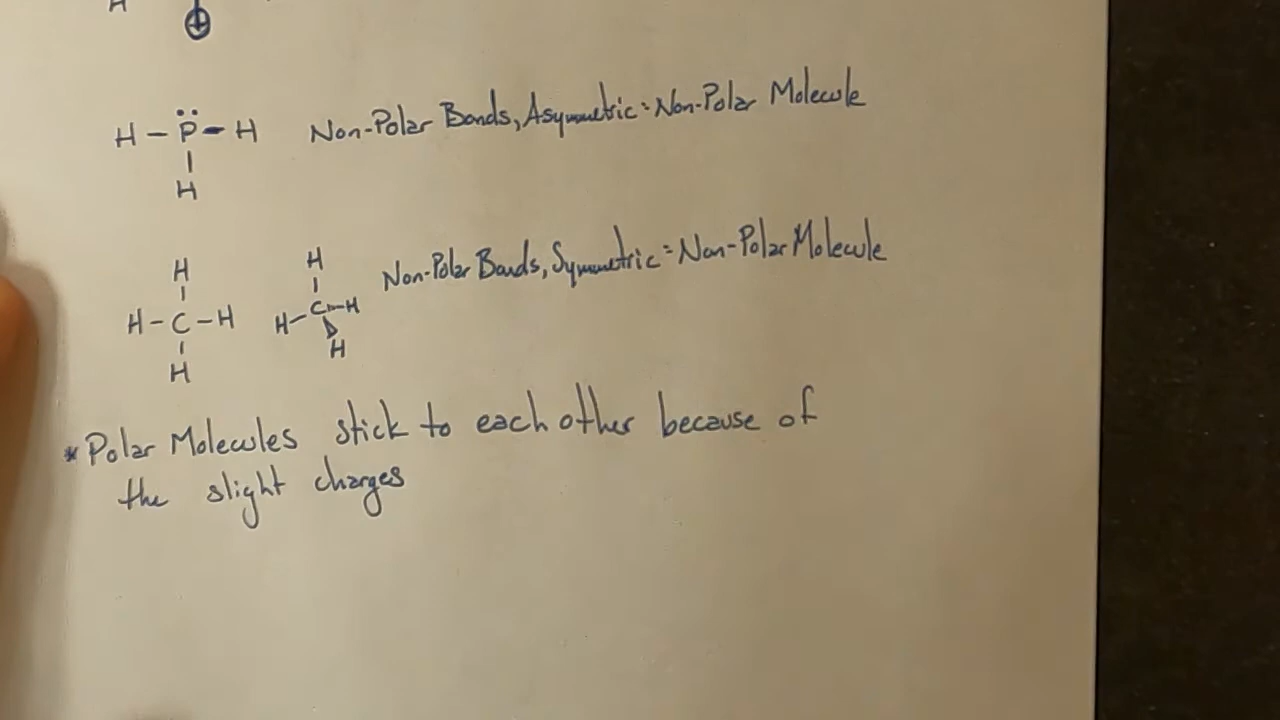 H
⊕
H – P̈ – H Non-Polar Bonds, Asymmetric = Non-Polar Molecule
|
H
H H Non-Polar Bonds, Symmetric = Non-Polar Molecule
H – C – H H – C ··· H
H H
* Polar Molecules stick to each other because of
the slight charges